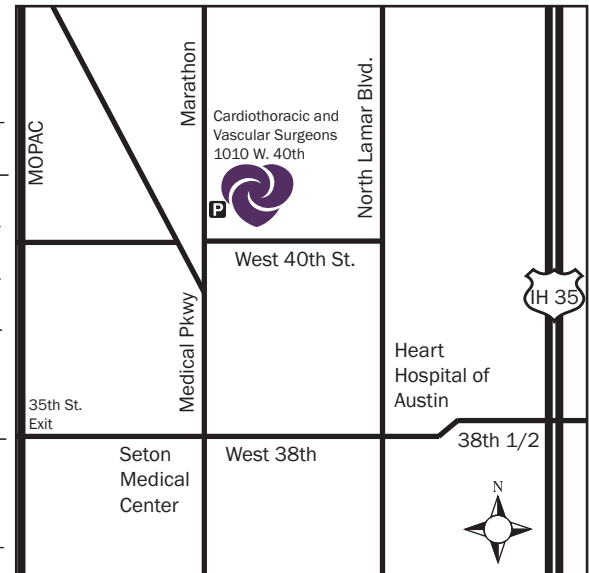 MOPAC
Marathon
Cardiothoracic and
Vascular Surgeons
1010 W. 40th
P
North Lamar Blvd.
West 40th St.
IH 35
Medical Pkwy
Heart
Hospital of
Austin
35th St.
Exit
Seton
Medical
Center
West 38th
38th 1/2
N